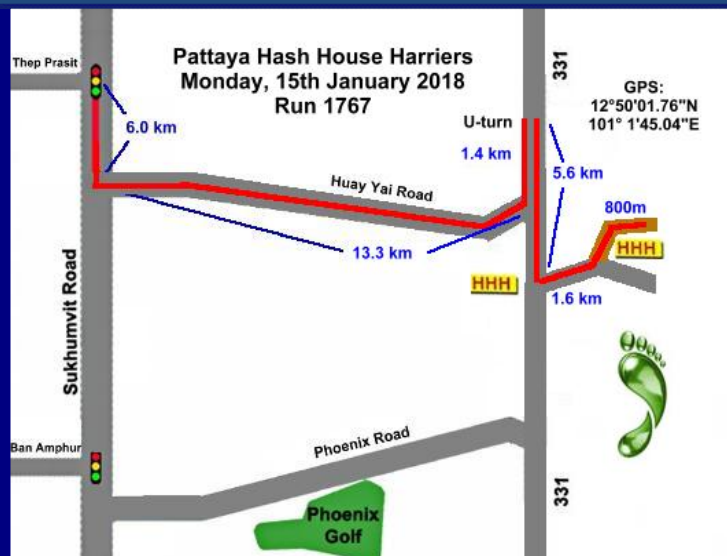 Thep Prasit
Pattaya Hash House Harriers
Monday, 15th January 2018
Run 1767
331
GPS:
12°50'01.76"N
101° 1'45.04"E
6.0 km
U-turn
1.4 km
5.6 km
Huay Yai Road
800m
HHH
13.3 km
HHH
1.6 km
Sukhumvit Road
Ban Amphur
Phoenix Road
331
Phoenix
Golf